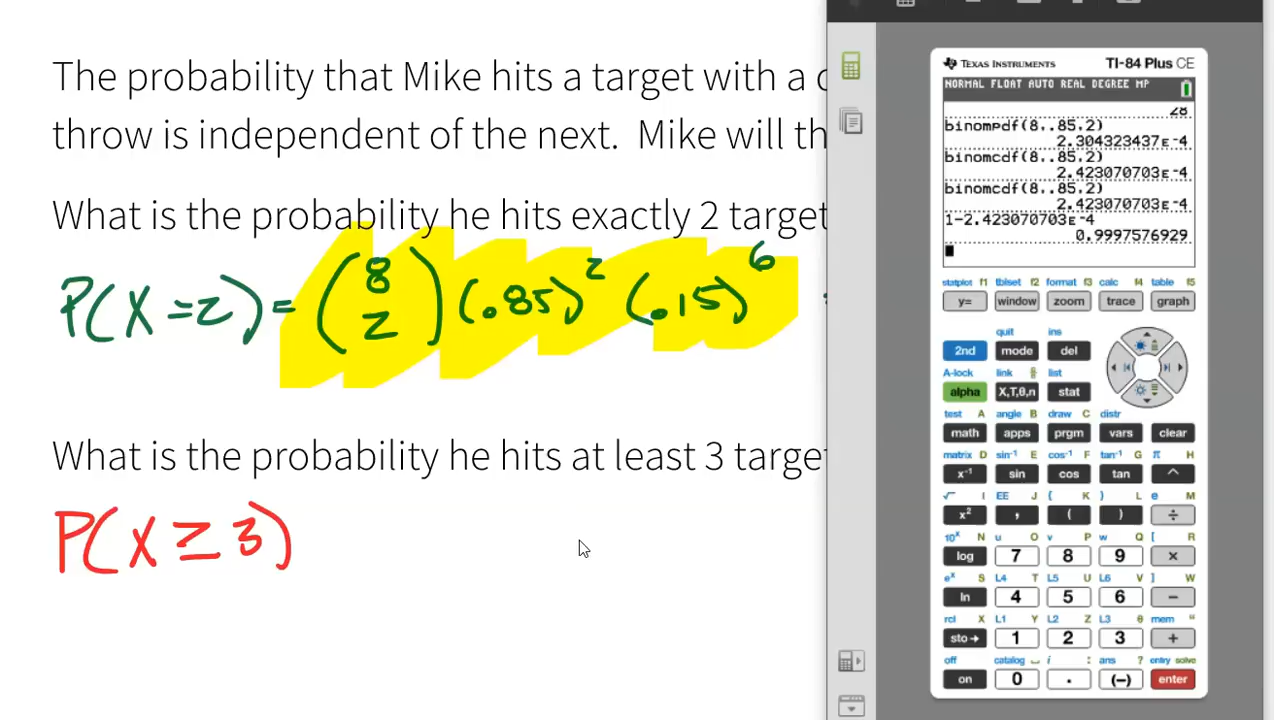 The probability that Mike hits a target with a
throw is independent of the next. Mike will th
What is the probability he hits exactly 2 target
P(X=2) = (8 2) (.85)² (.15)⁶
What is the probability he hits at least 3 target
P(X≥3)
TEXAS INSTRUMENTS TI-84 Plus CE
NORMAL FLOAT AUTO REAL DEGREE MP
28
binompdf(8,.85,2)
2.304323437E-4
binomcdf(8,.85,2)
2.423070703E-4
binomcdf(8,.85,2)
2.423070703E-4
1-2.423070703E-4
0.9997576929
statplot f1 tblset f2 format f3 calc f4 table f5
y= window zoom trace graph
quit ins
2nd mode del
A-lock link list
alpha X,T,θ,n stat
test A angle B draw C distr
math apps prgm vars clear
matrix D sin⁻¹ E cos⁻¹ F tan⁻¹ G π H
x⁻¹ sin cos tan ^
√ I EE J { K } L e M
x² , ( ) ÷
10ˣ N u O v P w Q [ R
log 7 8 9 ×
eˣ S L4 T L5 U L6 V ] W
ln 4 5 6 −
rcl X L1 Y L2 Z L3 θ mem "
sto→ 1 2 3 +
off catalog i : ans ? entry solve
on 0 . (−) enter